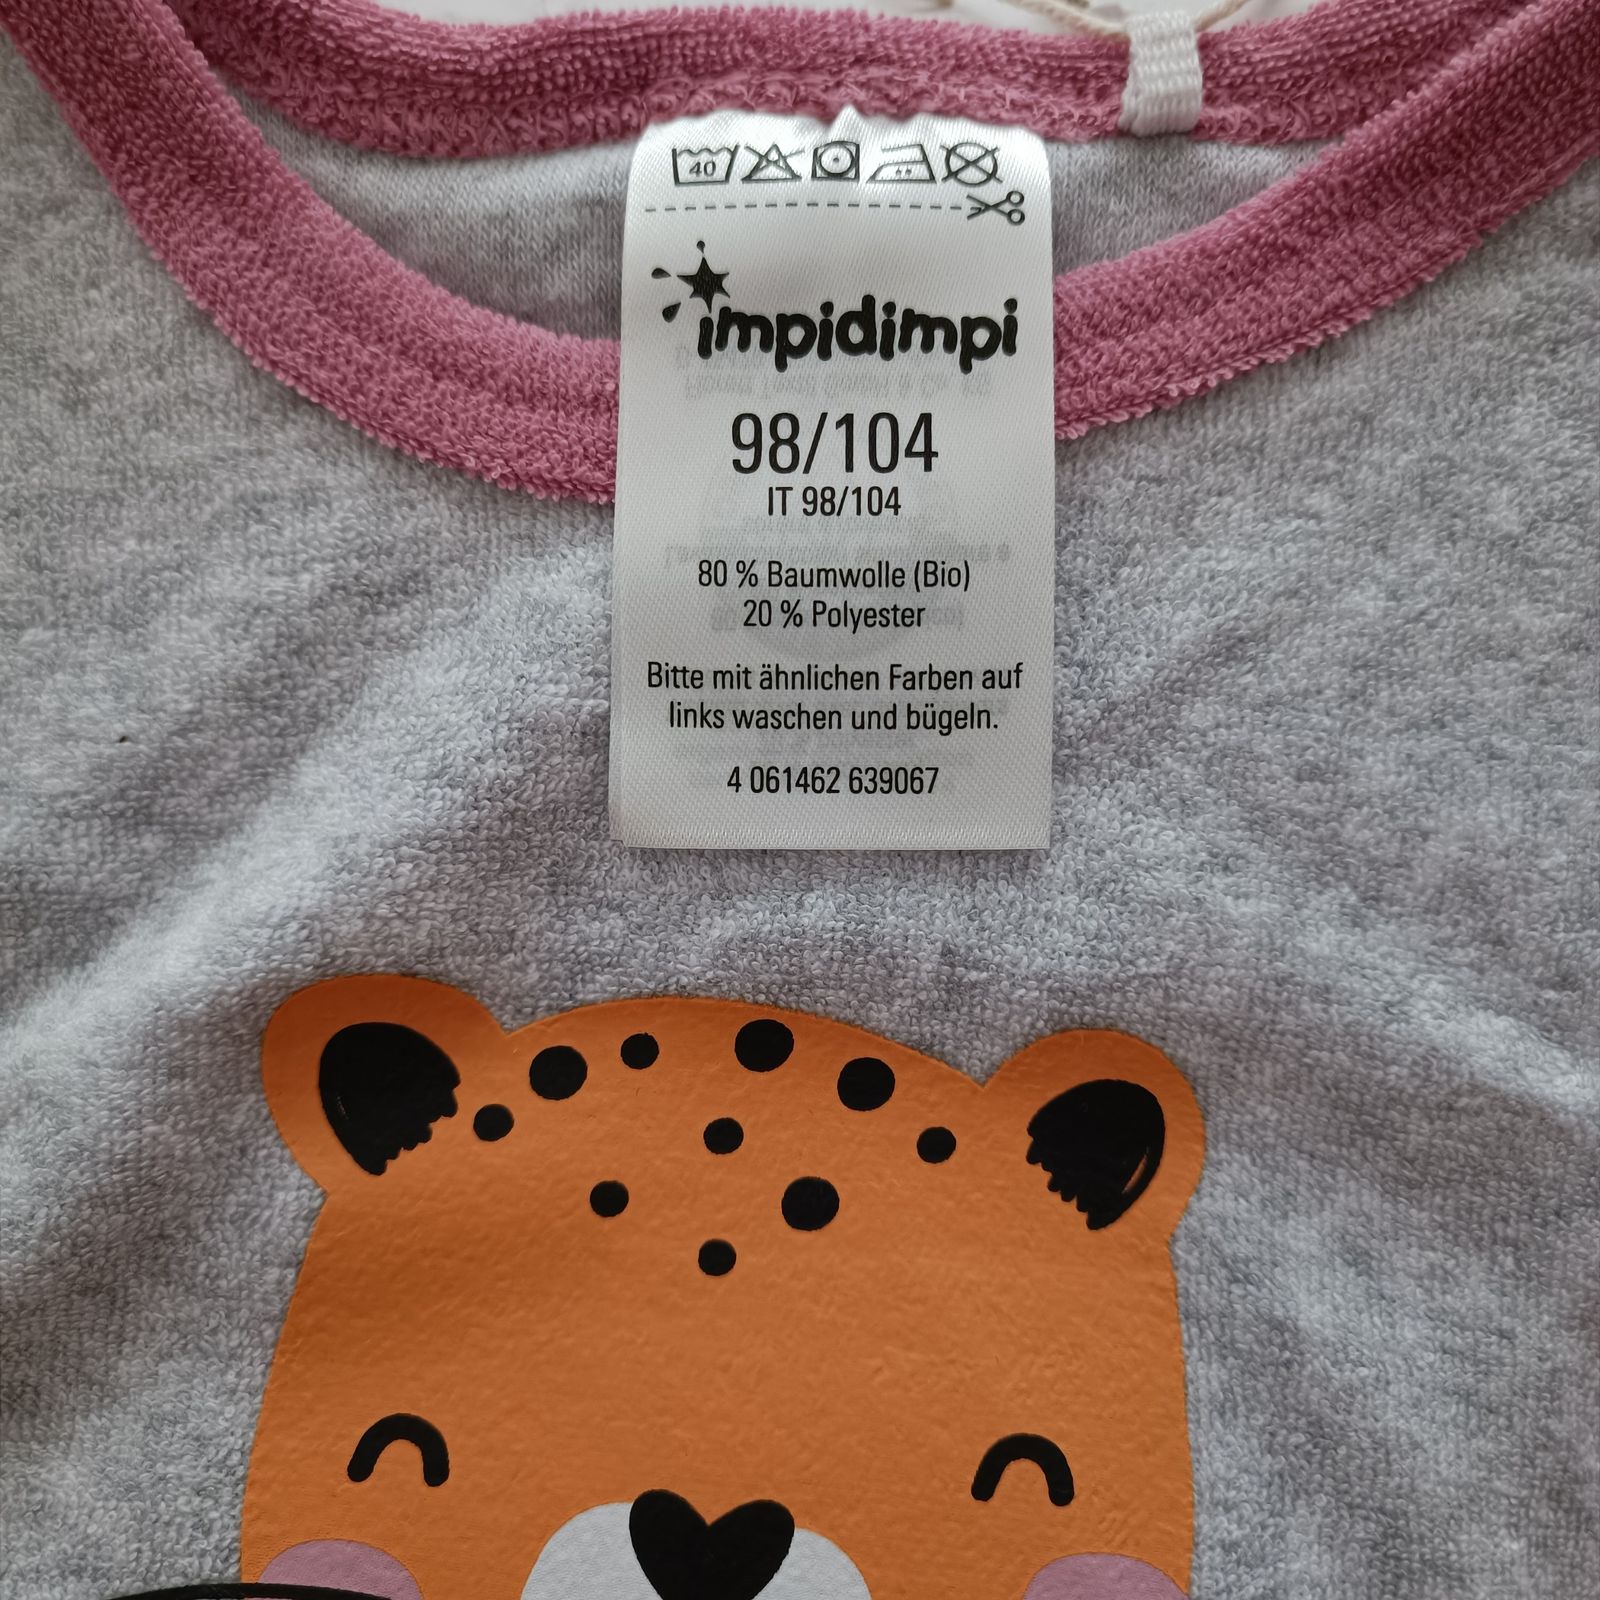 40
impidimpi
98/104
IT 98/104
80 % Baumwolle (Bio)
20 % Polyester
Bitte mit ähnlichen Farben auf
links waschen und bügeln.
4 061462 639067